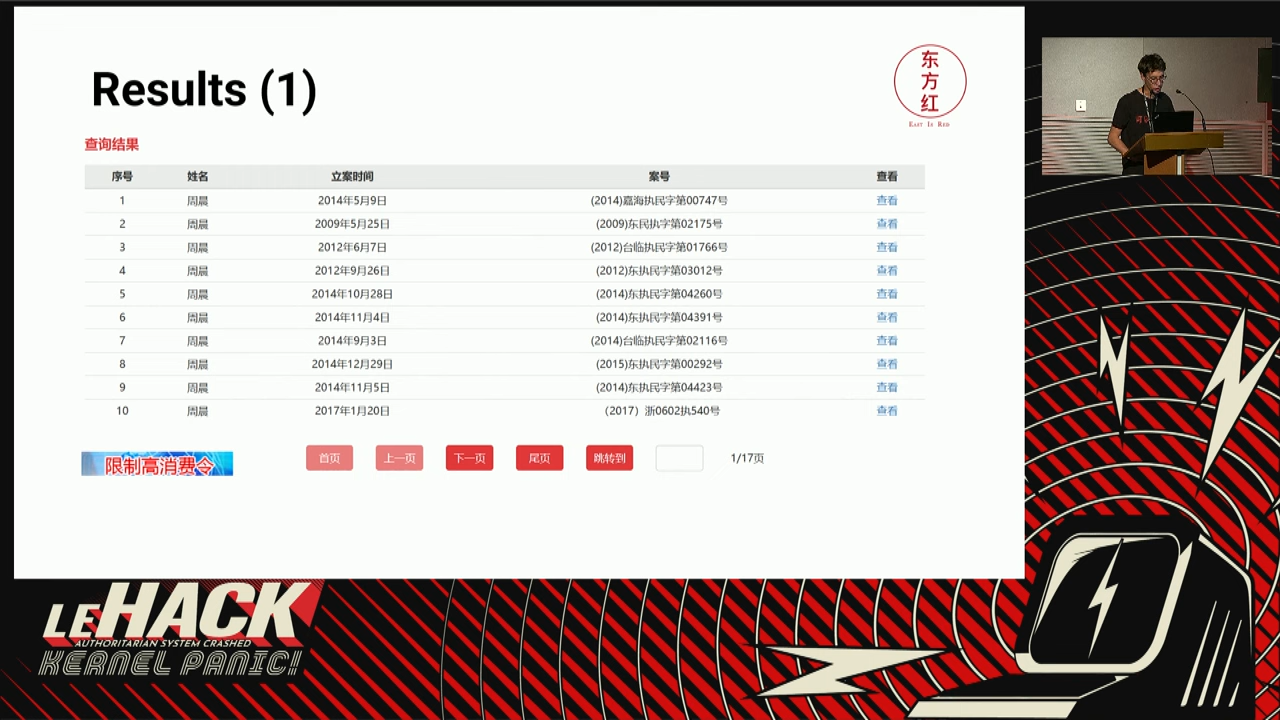 Results (1)
东方红
EAST IS RED
查询结果
序号 姓名 立案时间 案号 查看
1 周晨 2014年5月9日 (2014)嘉海执民字第00747号 查看
2 周晨 2009年5月25日 (2009)东民执字第02175号 查看
3 周晨 2012年6月7日 (2012)台临执民字第01766号 查看
4 周晨 2012年9月26日 (2012)东执民字第03012号 查看
5 周晨 2014年10月28日 (2014)东执民字第04260号 查看
6 周晨 2014年11月4日 (2014)东执民字第04391号 查看
7 周晨 2014年9月3日 (2014)台临执民字第02116号 查看
8 周晨 2014年12月29日 (2015)东执民字第00292号 查看
9 周晨 2014年11月5日 (2014)东执民字第04423号 查看
10 周晨 2017年1月20日 （2017）浙0602执540号 查看
限制高消费令 首页 上一页 下一页 尾页 跳转到 1/17页
LEHACK
AUTHORITARIAN SYSTEM CRASHED
KERNEL PANIC!